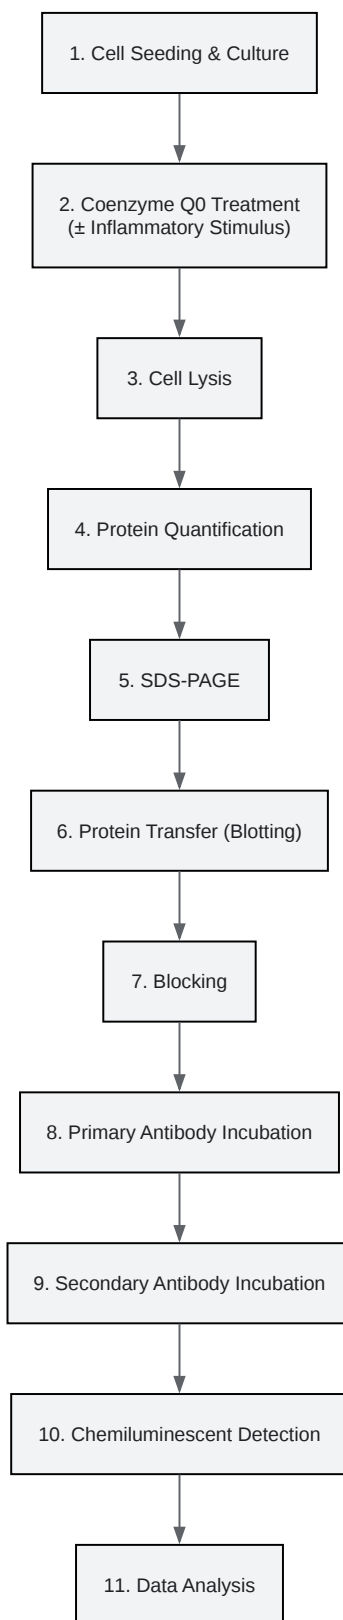 1. Cell Seeding & Culture
2. Coenzyme Q0 Treatment
(± Inflammatory Stimulus)
3. Cell Lysis
4. Protein Quantification
5. SDS-PAGE
6. Protein Transfer (Blotting)
7. Blocking
8. Primary Antibody Incubation
9. Secondary Antibody Incubation
10. Chemiluminescent Detection
11. Data Analysis